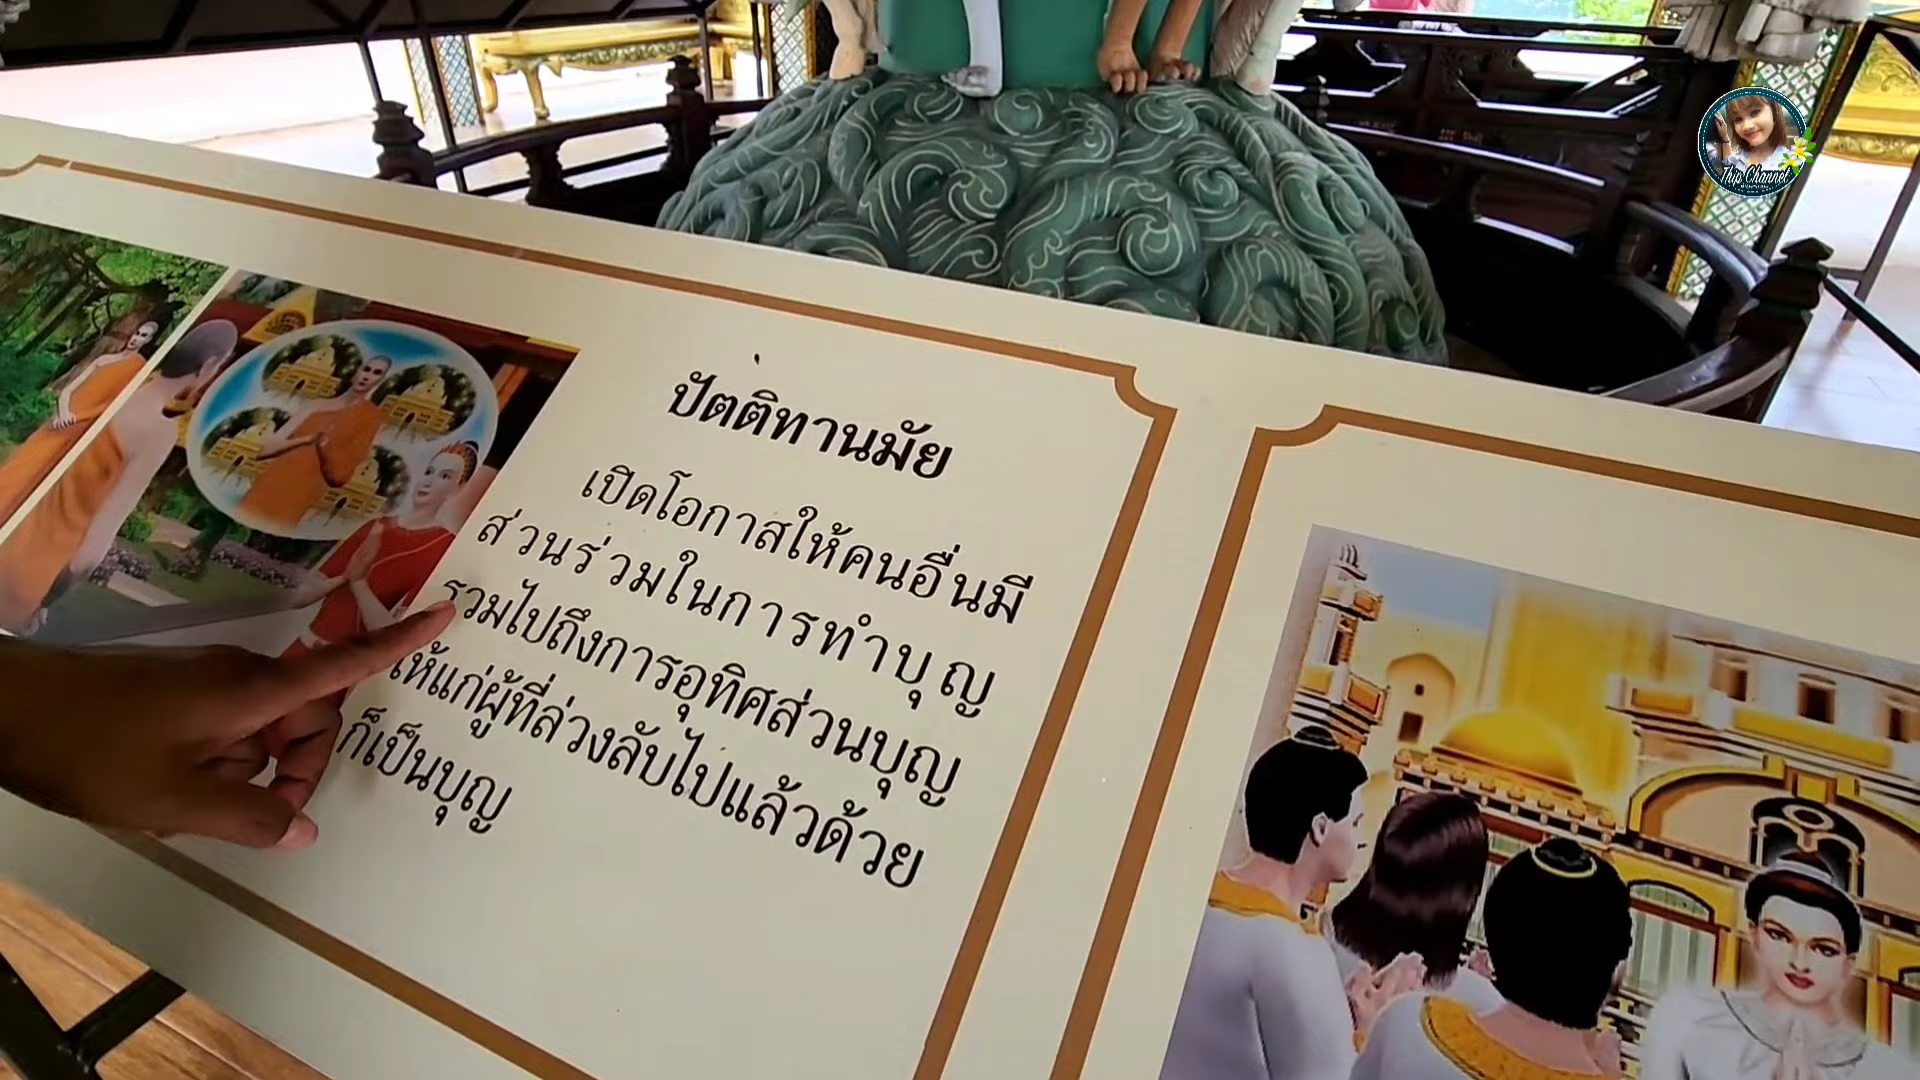 ปัตติทานมัย
เปิดโอกาสให้คนอื่นมี
ส่วนร่วมในการทำบุญ
รวมไปถึงการอุทิศส่วนบุญ
ให้แก่ผู้ที่ล่วงลับไปแล้วด้วย
ก็เป็นบุญ
Thip Channel